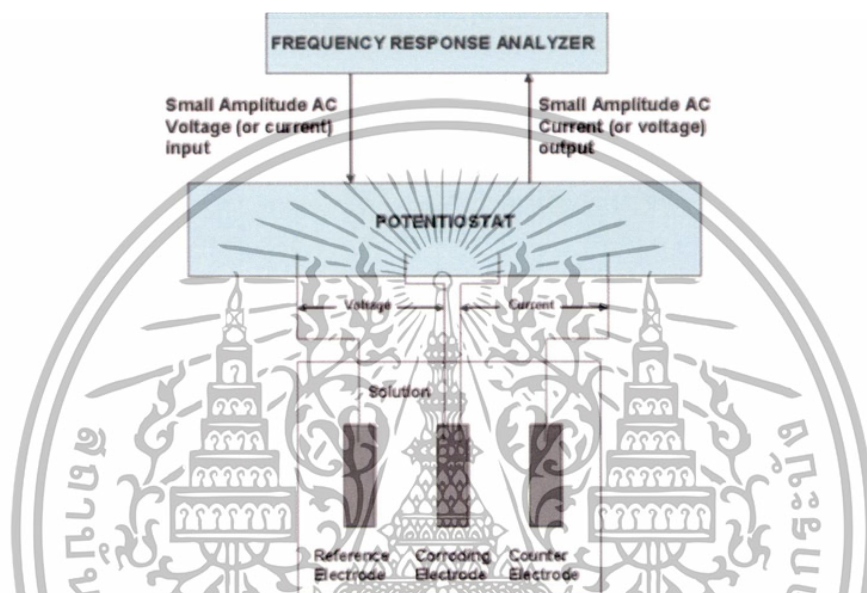 FREQUENCY RESPONSE ANALYZER
Small Amplitude AC
Voltage (or current)
input
Small Amplitude AC
Current (or voltage)
output
POTENTIOSTAT
Voltage
Current
Solution
Reference
Electrode
Corroding
Electrode
Counter
Electrode